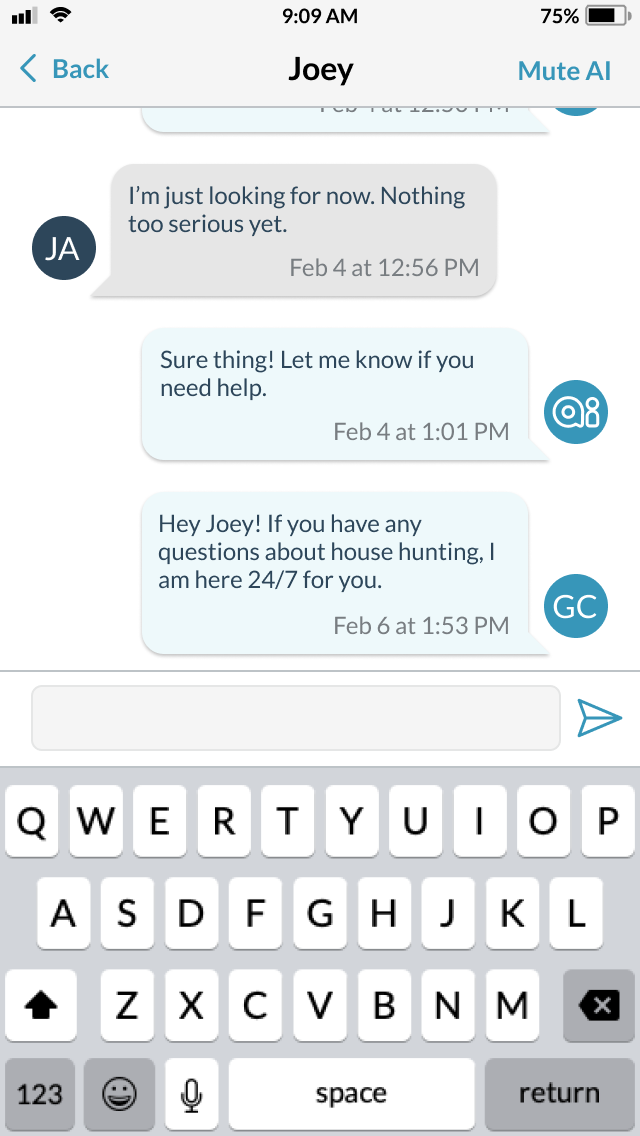 9:09 AM
75%
Back
Joey
Mute AI
I'm just looking for now. Nothing
too serious yet.
JA
Feb 4 at 12:56 PM
Sure thing! Let me know if you
need help.
Feb 4 at 1:01 PM
Hey Joey! If you have any
questions about house hunting, I
am here 24/7 for you.
GC
Feb 6 at 1:53 PM
Q W E R T Y U I O P
A S D F G H J K L
Z X C V B N M
123
space
return